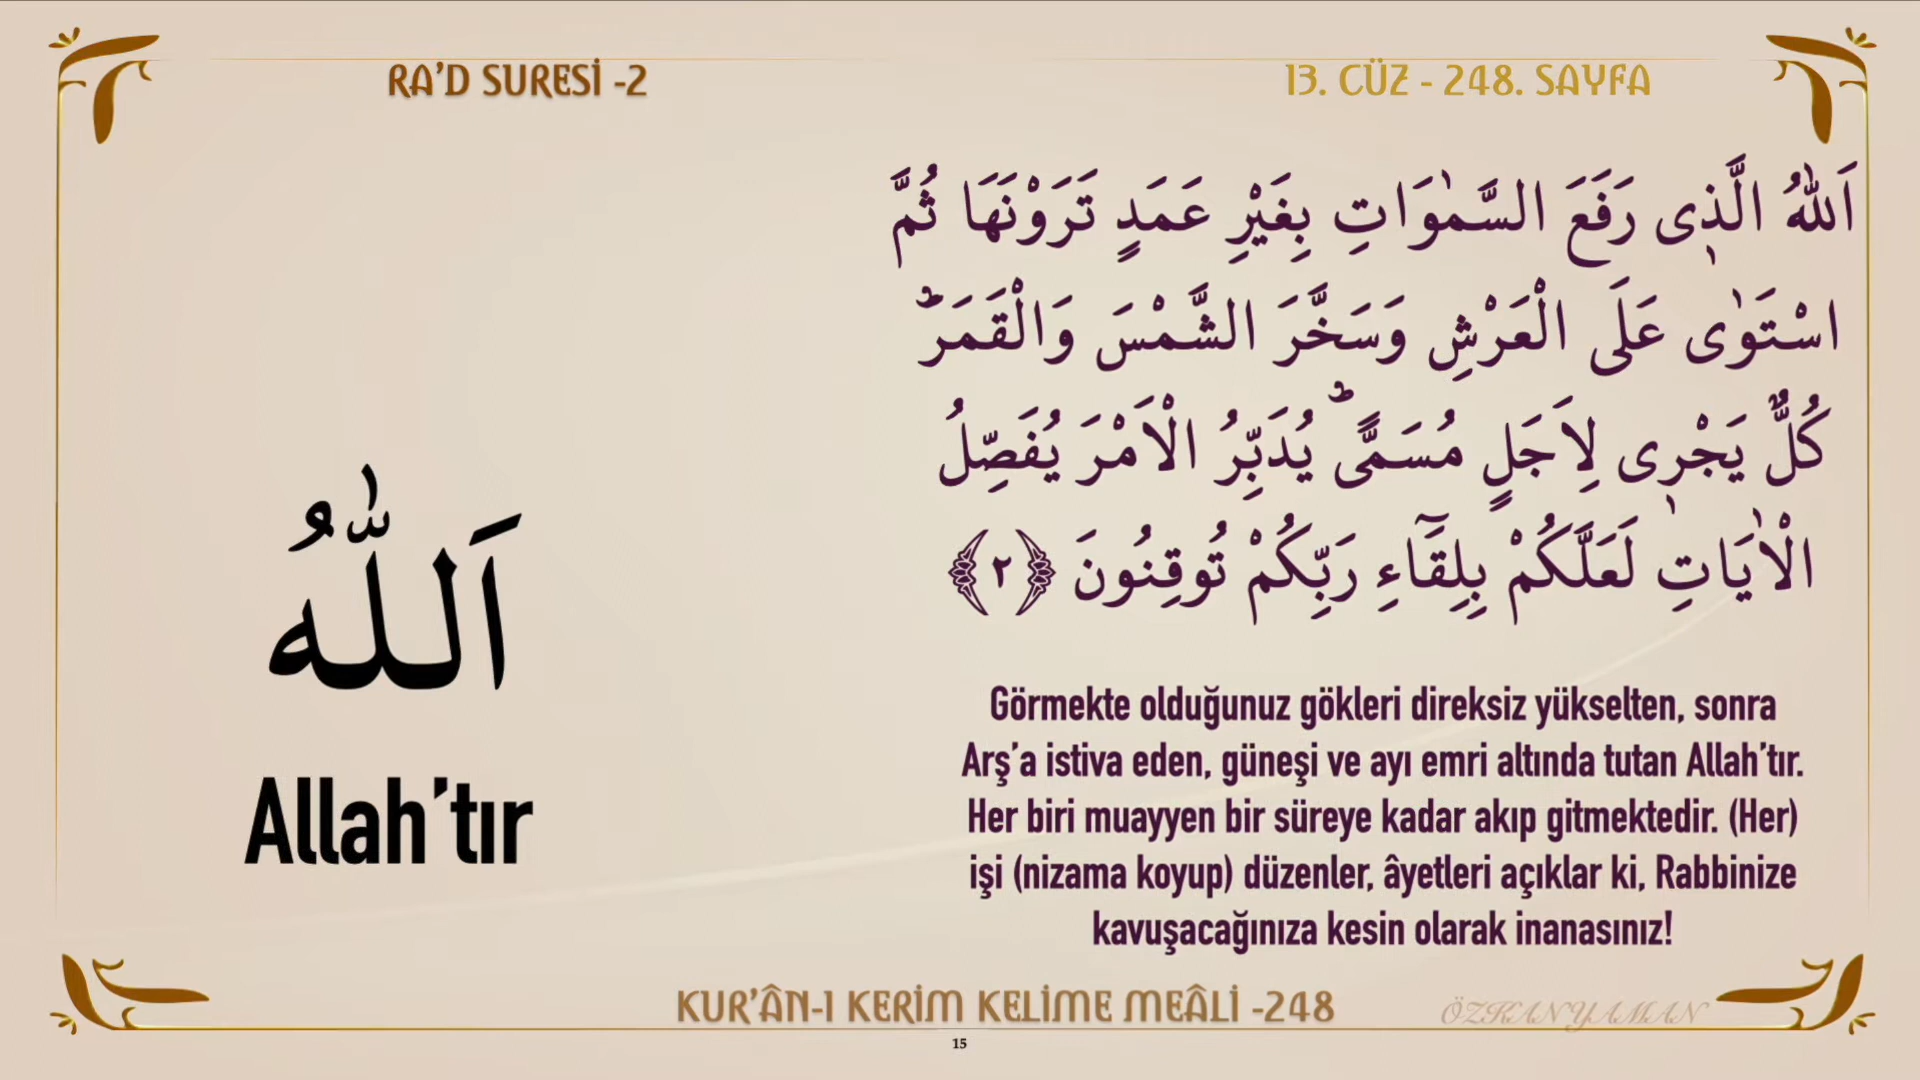 RA’D SURESİ -2
13. CÜZ - 248. SAYFA
اَللّٰهُ الَّذٖى رَفَعَ السَّمٰوَاتِ بِغَيْرِ عَمَدٍ تَرَوْنَهَا ثُمَّ
اسْتَوٰى عَلَى الْعَرْشِ وَسَخَّرَ الشَّمْسَ وَالْقَمَرَؕ
كُلٌّ يَجْرٖى لِاَجَلٍ مُسَمًّىؕ يُدَبِّرُ الْاَمْرَ يُفَصِّلُ
الْاٰيَاتِ لَعَلَّكُمْ بِلِقَٓاءِ رَبِّكُمْ تُوقِنُونَ ﴿٢﴾
اَللّٰهُ
Allah’tır
Görmekte olduğunuz gökleri direksiz yükselten, sonra
Arş’a istiva eden, güneşi ve ayı emri altında tutan Allah’tır.
Her biri muayyen bir süreye kadar akıp gitmektedir. (Her)
işi (nizama koyup) düzenler, âyetleri açıklar ki, Rabbinize
kavuşacağınıza kesin olarak inanasınız!
KUR’ÂN-I KERİM KELİME MEÂLİ -248
ÖZKANYAMAN
15